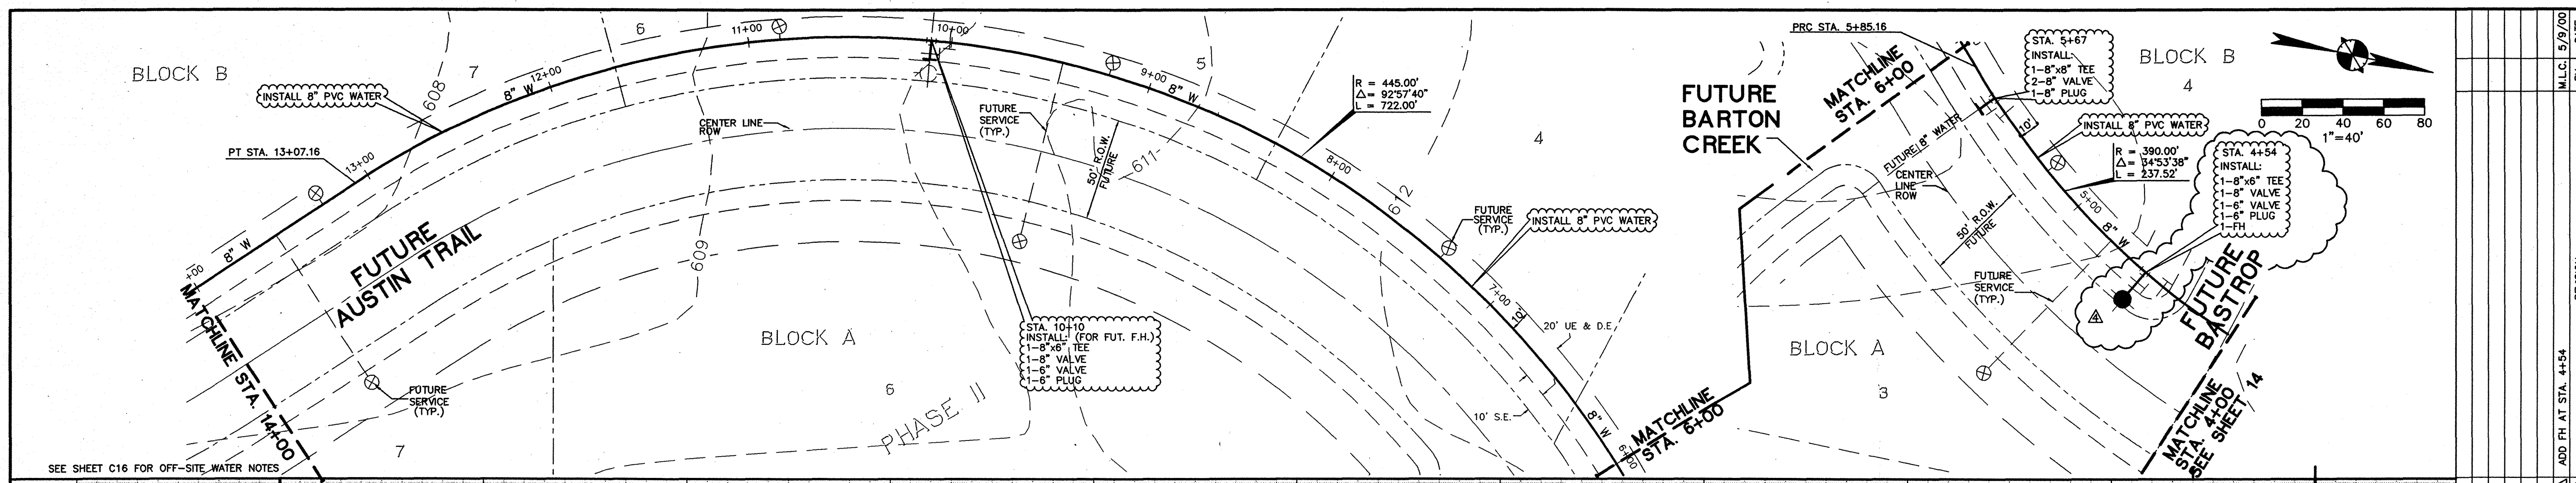 BLOCK B
6
7
608
INSTALL 8" PVC WATER
PT STA. 13+07.16
13+00
8" W
12+00
11+00
10+00
9+00
8" W
5
8" W
+00
MATCHLINE STA. 14+00
FUTURE
AUSTIN TRAIL
CENTER LINE
ROW
609
FUTURE
SERVICE
(TYP.)
50' R.O.W.
FUTURE
611
R = 445.00'
Δ= 92°57'40"
L = 722.00'
8+00
4
612
FUTURE
SERVICE
(TYP.)
INSTALL 8" PVC WATER
7+00
10'
20' UE & D.E.
10' S.E.
8" W
6+00
STA. 10+10
INSTALL: (FOR FUT. F.H.)
1-8"x6" TEE
1-8" VALVE
1-6" VALVE
1-6" PLUG
BLOCK A
6
PHASE II
FUTURE
SERVICE
(TYP.)
7
SEE SHEET C16 FOR OFF-SITE WATER NOTES
MATCHLINE
STA. 6+00
PRC STA. 5+85.16
MATCHLINE
STA. 6+00
FUTURE
BARTON
CREEK
STA. 5+67
INSTALL:
1-8"x8" TEE
2-8" VALVE
1-8" PLUG
BLOCK B
4
0 20 40 60 80
1"=40'
10'
INSTALL 8" PVC WATER
FUTURE 8" WATER
R = 390.00'
Δ= 34°53'38"
L = 237.52'
STA. 4+54
INSTALL:
1-8"x6" TEE
1-8" VALVE
1-6" VALVE
1-6" PLUG
1-FH
CENTER
LINE
ROW
50' R.O.W.
FUTURE
5+00
8" W
FUTURE
SERVICE
(TYP.)
4
FUTURE
BASTROP
BLOCK A
3
MATCHLINE
STA. 4+00
SEE SHEET 14
M.L.C. 5/9/00
ADD FH AT STA. 4+54